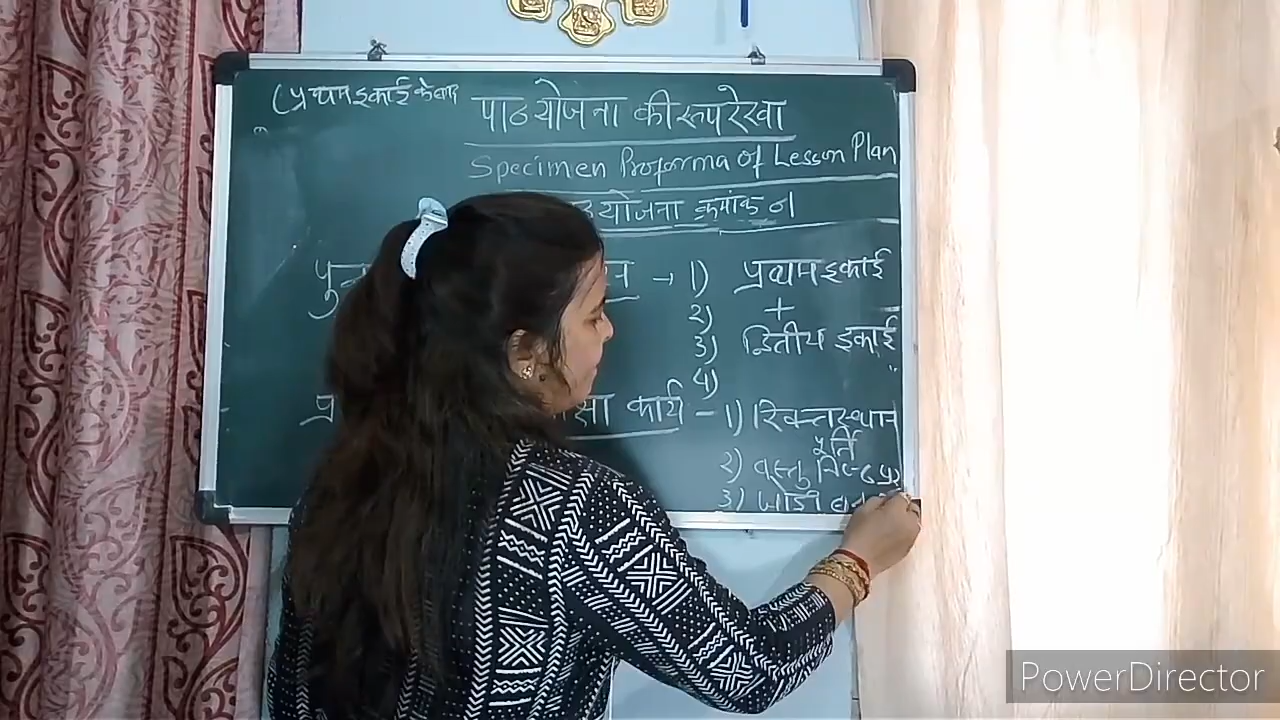 (प्रथम इकाई के बाद
पाठ योजना की रूपरेखा
Specimen Proforma of Lesson Plan
योजना क्रमांक न
→ 1) प्रथम इकाई
2) +
3) द्वितीय इकाई
4)
कार्य - 1) रिक्त स्थान
पूर्ति
2) वस्तु निष्ठ प्र
3) जोडी बना
PowerDirector